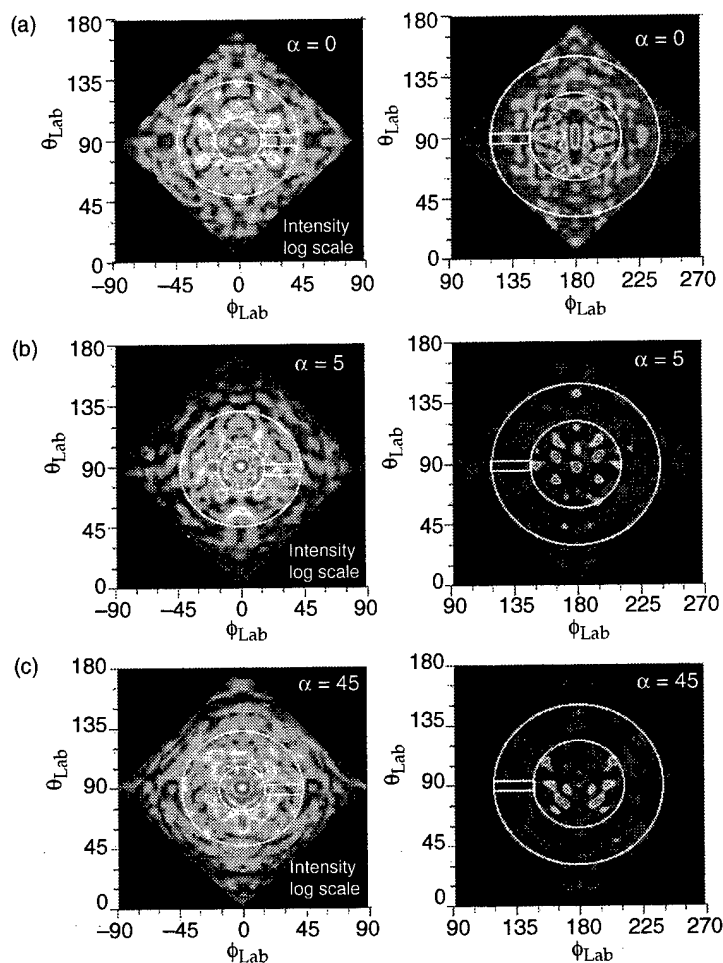 (a)
α = 0
180
135
90
45
0
θLab
−90 −45 0 45 90
ϕLab
Intensity
log scale
α = 0
180
135
90
45
0
θLab
90 135 180 225 270
ϕLab
(b)
α = 5
180
135
90
45
0
θLab
−90 −45 0 45 90
ϕLab
Intensity
log scale
α = 5
180
135
90
45
0
θLab
90 135 180 225 270
ϕLab
(c)
α = 45
180
135
90
45
0
θLab
−90 −45 0 45 90
ϕLab
Intensity
log scale
α = 45
180
135
90
45
0
θLab
90 135 180 225 270
ϕLab